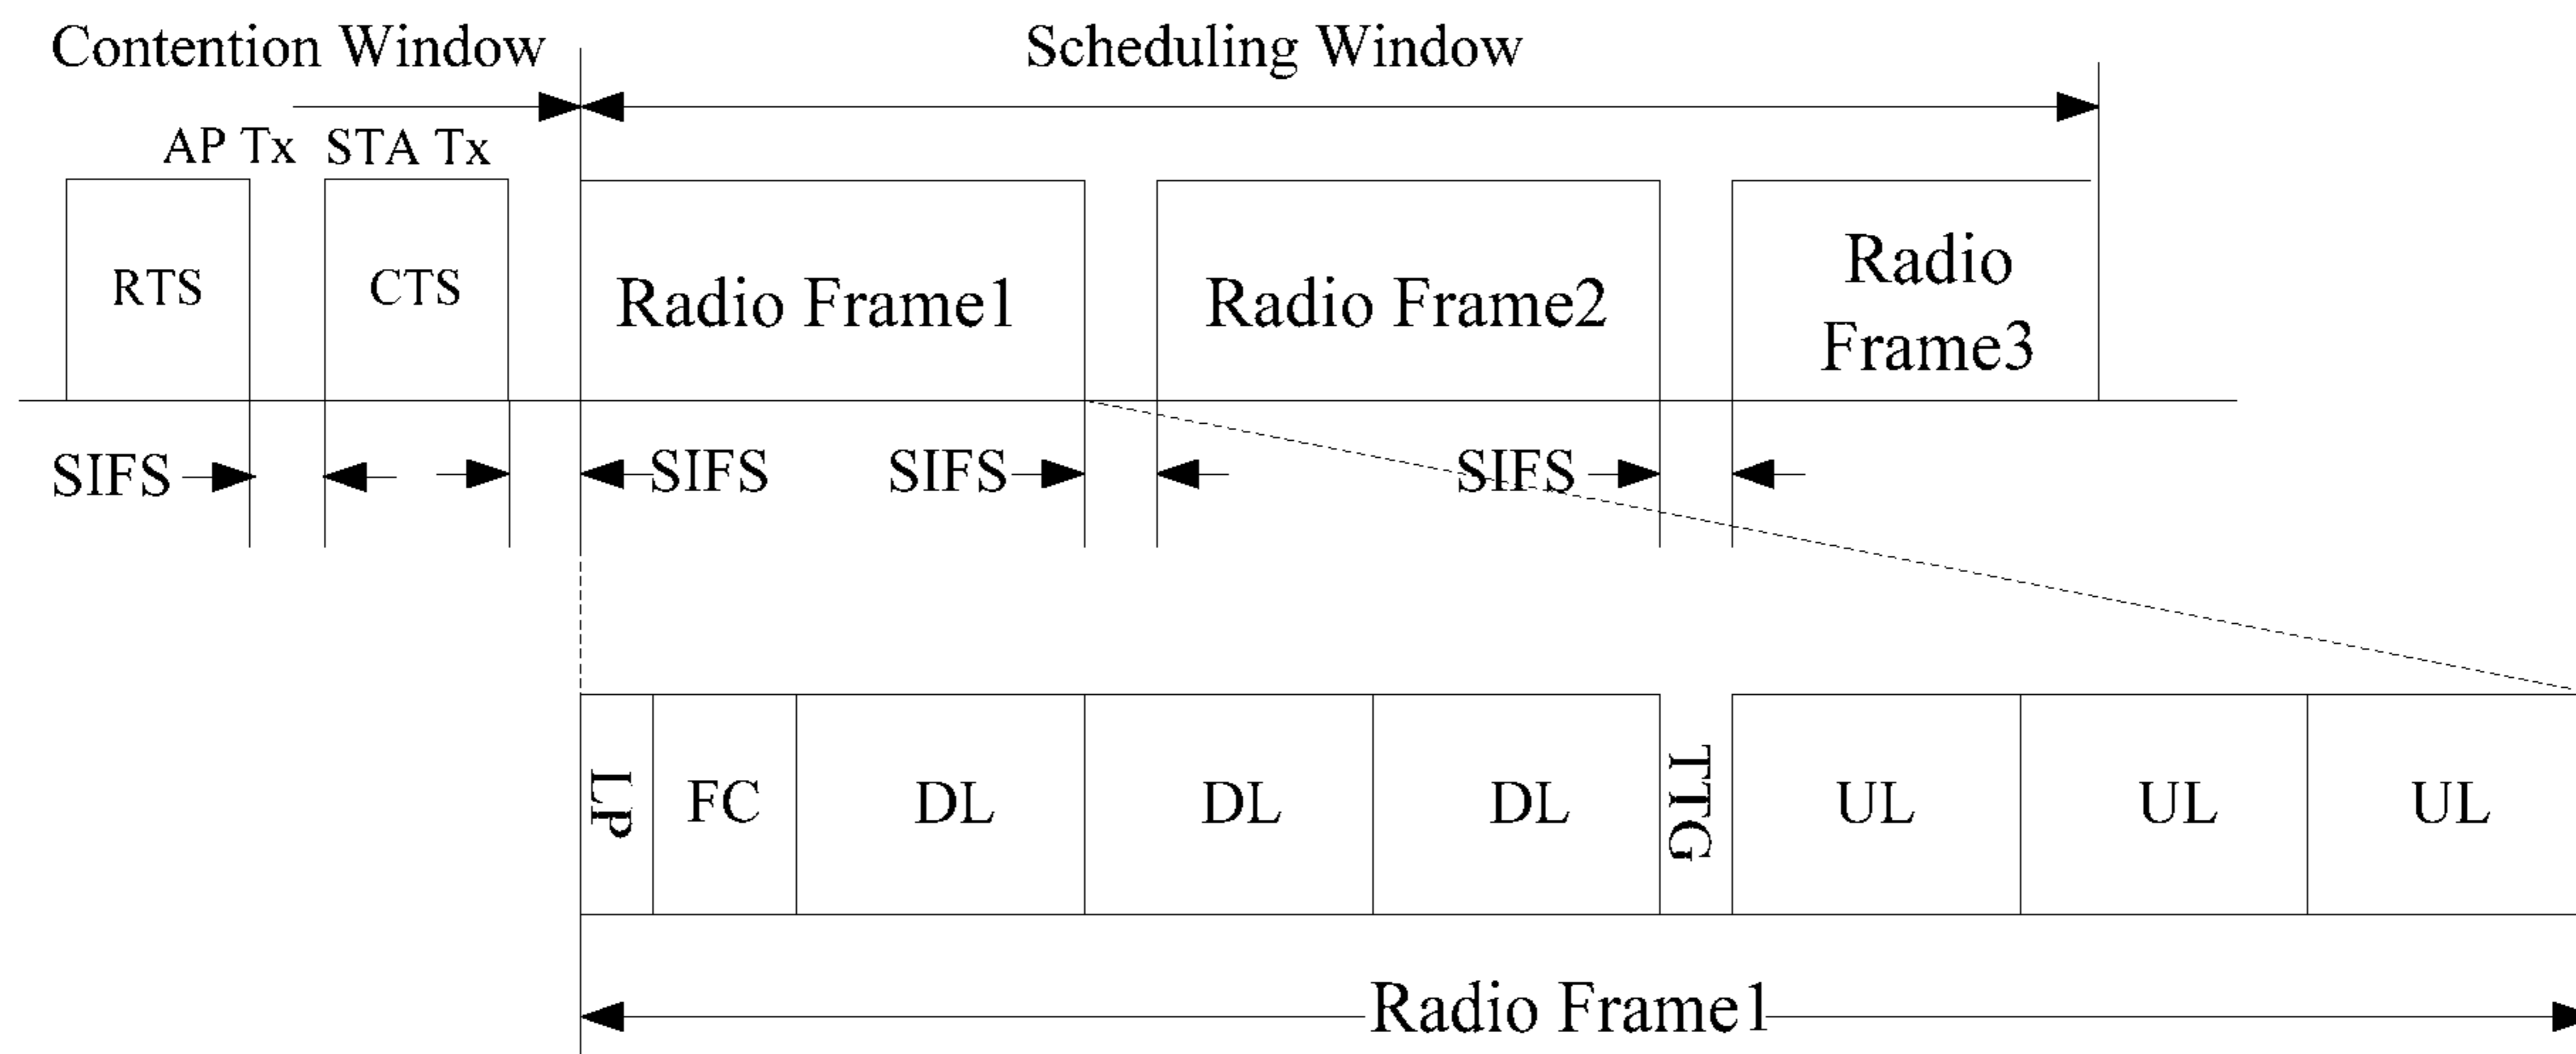 Contention Window
Scheduling Window
AP Tx
STA Tx
RTS
CTS
Radio Frame1
Radio Frame2
Radio
Frame3
SIFS
SIFS
SIFS
SIFS
LP
FC
DL
DL
DL
TTG
UL
UL
UL
Radio Frame1